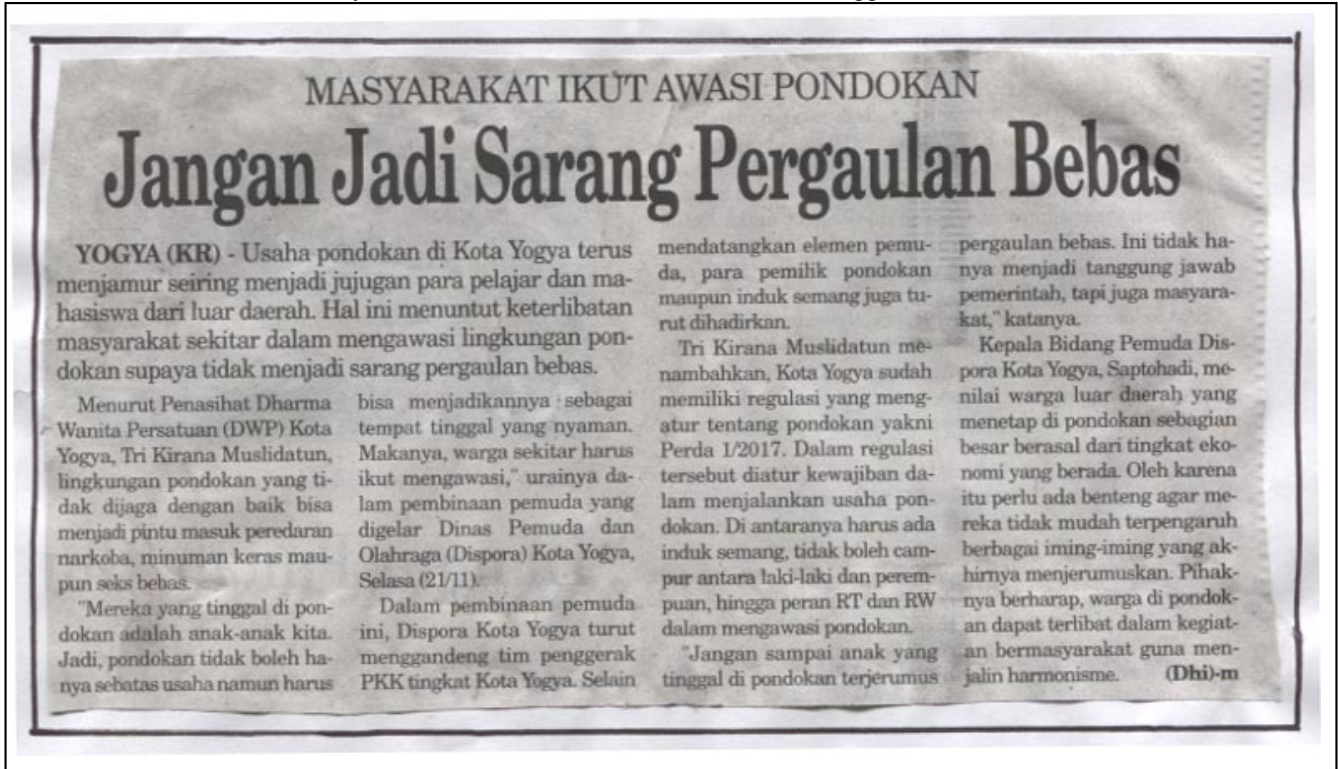 MASYARAKAT IKUT AWASI PONDOKAN
Jangan Jadi Sarang Pergaulan Bebas
YOGYA (KR) - Usaha pondokan di Kota Yogya terus
menjamur seiring menjadi jujugan para pelajar dan ma-
hasiswa dari luar daerah. Hal ini menuntut keterlibatan
masyarakat sekitar dalam mengawasi lingkungan pon-
dokan supaya tidak menjadi sarang pergaulan bebas.
Menurut Penasihat Dharma
Wanita Persatuan (DWP) Kota
Yogya, Tri Kirana Muslidatun,
lingkungan pondokan yang ti-
dak dijaga dengan baik bisa
menjadi pintu masuk peredaran
narkoba, minuman keras mau-
pun seks bebas.
"Mereka yang tinggal di pon-
dokan adalah anak-anak kita.
Jadi, pondokan tidak boleh ha-
nya sebatas usaha namun harus
bisa menjadikannya sebagai
tempat tinggal yang nyaman.
Makanya, warga sekitar harus
ikut mengawasi," urainya da-
lam pembinaan pemuda yang
digelar Dinas Pemuda dan
Olahraga (Dispora) Kota Yogya,
Selasa (21/11).
Dalam pembinaan pemuda
ini, Dispora Kota Yogya turut
menggandeng tim penggerak
PKK tingkat Kota Yogya. Selain
mendatangkan elemen pemu-
da, para pemilik pondokan
maupun induk semang juga tu-
rut dihadirkan.
Tri Kirana Muslidatun me-
nambahkan, Kota Yogya sudah
memiliki regulasi yang meng-
atur tentang pondokan yakni
Perda 1/2017. Dalam regulasi
tersebut diatur kewajiban da-
lam menjalankan usaha pon-
dokan. Di antaranya harus ada
induk semang, tidak boleh cam-
pur antara laki-laki dan perem-
puan, hingga peran RT dan RW
dalam mengawasi pondokan.
"Jangan sampai anak yang
tinggal di pondokan terjerumus
pergaulan bebas. Ini tidak ha-
nya menjadi tanggung jawab
pemerintah, tapi juga masyara-
kat," katanya.
Kepala Bidang Pemuda Dis-
pora Kota Yogya, Saptohadi, me-
nilai warga luar daerah yang
menetap di pondokan sebagian
besar berasal dari tingkat eko-
nomi yang berada. Oleh karena
itu perlu ada benteng agar me-
reka tidak mudah terpengaruh
berbagai iming-iming yang ak-
hirnya menjerumuskan. Pihak-
nya berharap, warga di pondok-
an dapat terlibat dalam kegiat-
an bermasyarakat guna men-
jalin harmonisme. (Dhi)-m